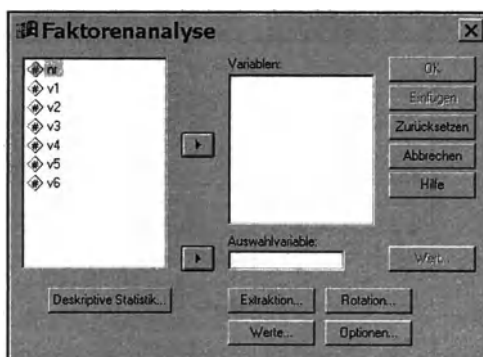 Faktorenanalyse
nr
v1
v2
v3
v4
v5
v6
Variablen:
OK
Einfügen
Zurücksetzen
Abbrechen
Hilfe
Auswahlvariable:
Wert...
Deskriptive Statistik...
Extraktion...
Rotation...
Werte...
Optionen...